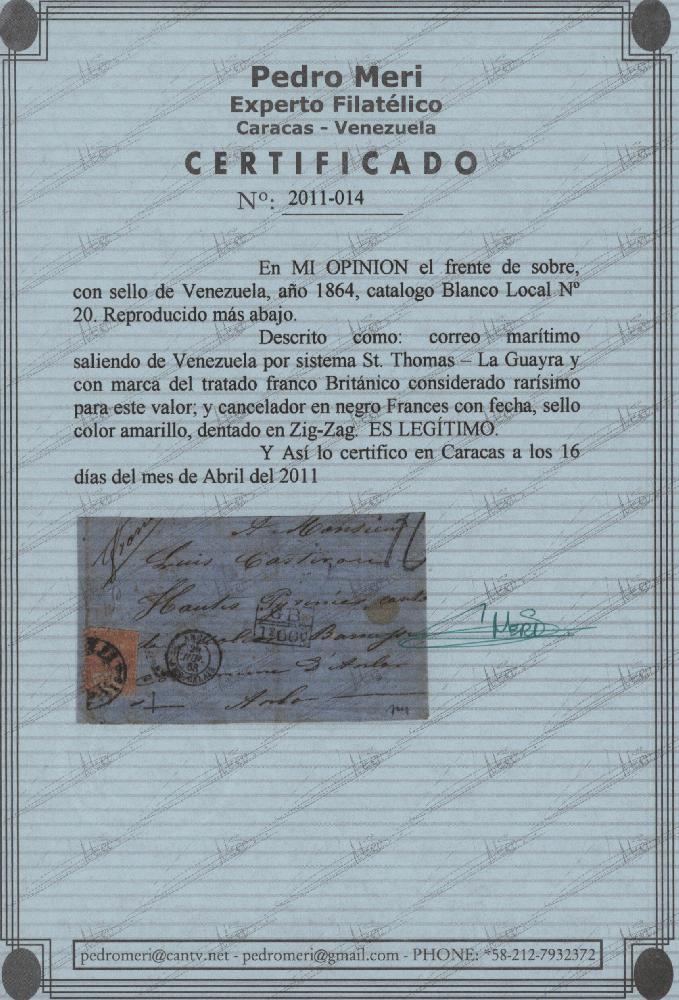 Pedro Meri
Experto Filatélico
Caracas - Venezuela
CERTIFICADO
Nº: 2011-014
En MI OPINION el frente de sobre,
con sello de Venezuela, año 1864, catalogo Blanco Local Nº
20. Reproducido más abajo.
Descrito como: correo marítimo
saliendo de Venezuela por sistema St. Thomas – La Guayra y
con marca del tratado franco Británico considerado rarísimo
para este valor; y cancelador en negro Frances con fecha, sello
color amarillo, dentado en Zig-Zag. ES LEGÍTIMO.
Y Así lo certifico en Caracas a los 16
días del mes de Abril del 2011
A Monsieur
Luis
Hautes Pyrénées
MERI
pedromeri@cantv.net - pedromeri@gmail.com - PHONE: *58-212-7932372